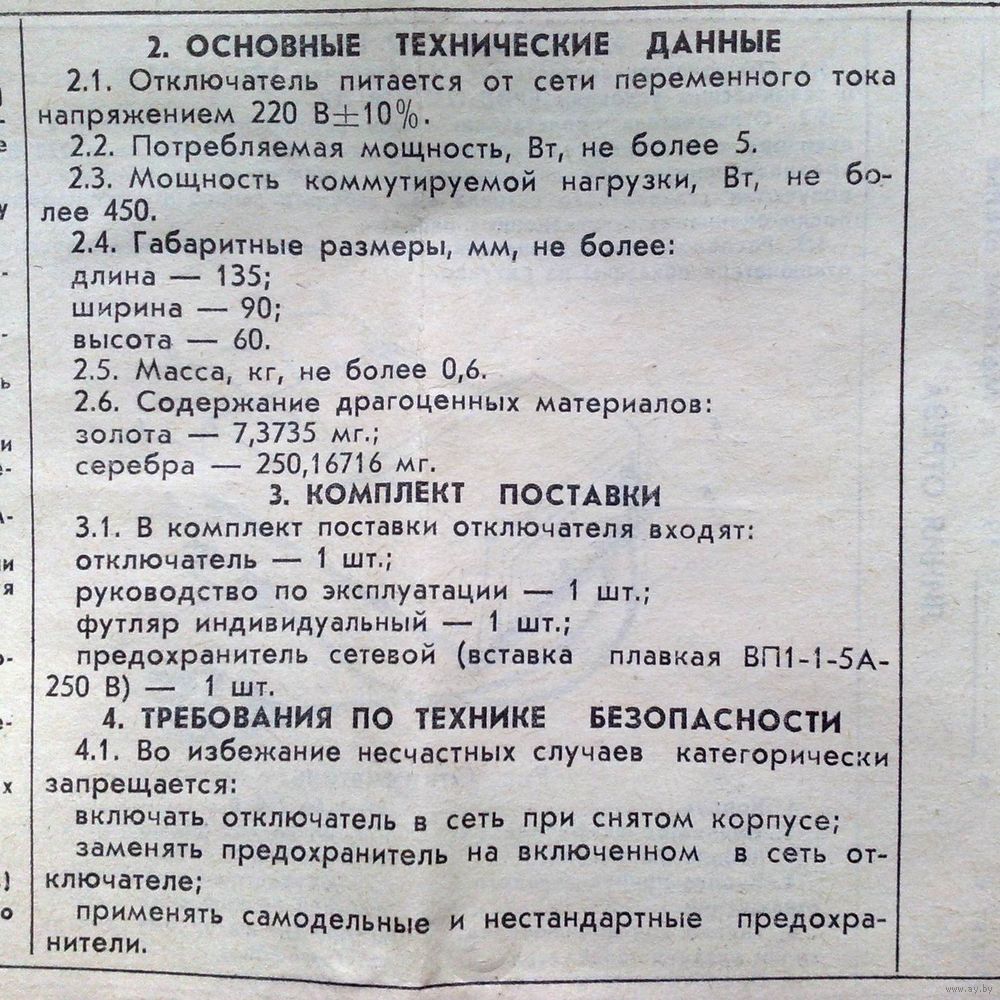 2. ОСНОВНЫЕ ТЕХНИЧЕСКИЕ ДАННЫЕ
2.1. Отключатель питается от сети переменного тока
напряжением 220 В±10%.
2.2. Потребляемая мощность, Вт, не более 5.
2.3. Мощность коммутируемой нагрузки, Вт, не бо-
лее 450.
2.4. Габаритные размеры, мм, не более:
длина — 135;
ширина — 90;
высота — 60.
2.5. Масса, кг, не более 0,6.
2.6. Содержание драгоценных материалов:
золота — 7,3735 мг.;
серебра — 250,16716 мг.
3. КОМПЛЕКТ ПОСТАВКИ
3.1. В комплект поставки отключателя входят:
отключатель — 1 шт.;
руководство по эксплуатации — 1 шт.;
футляр индивидуальный — 1 шт.;
предохранитель сетевой (вставка плавкая ВП1-1-5А-
250 В) — 1 шт.
4. ТРЕБОВАНИЯ ПО ТЕХНИКЕ БЕЗОПАСНОСТИ
4.1. Во избежание несчастных случаев категорически
запрещается:
включать отключатель в сеть при снятом корпусе;
заменять предохранитель на включенном в сеть от-
ключателе;
применять самодельные и нестандартные предохра-
нители.
www.ay.by